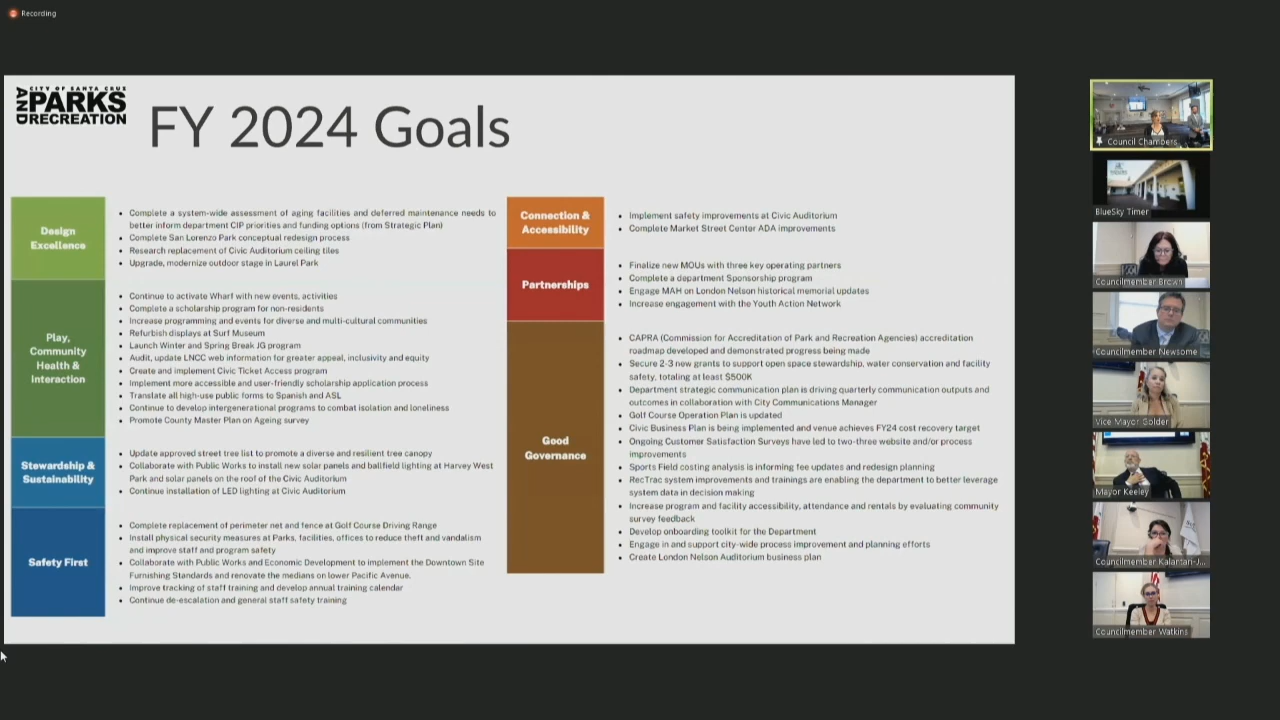 Recording
CITY OF SANTA CRUZ
AND PARKS
RECREATION
FY 2024 Goals
Design
Excellence
• Complete a system-wide assessment of aging facilities and deferred maintenance needs to
better inform department CIP priorities and funding options (from Strategic Plan)
• Complete San Lorenzo Park conceptual redesign process
• Research replacement of Civic Auditorium ceiling tiles
• Upgrade, modernize outdoor stage in Laurel Park
Play,
Community
Health &
Interaction
• Continue to activate Wharf with new events, activities
• Complete a scholarship program for non-residents
• Increase programming and events for diverse and multi-cultural communities
• Refurbish displays at Surf Museum
• Launch Winter and Spring Break JG program
• Audit, update LNCC web information for greater appeal, inclusivity and equity
• Create and implement Civic Ticket Access program
• Implement more accessible and user-friendly scholarship application process
• Translate all high-use public forms to Spanish and ASL
• Continue to develop intergenerational programs to combat isolation and loneliness
• Promote County Master Plan on Ageing survey
Stewardship &
Sustainability
• Update approved street tree list to promote a diverse and resilient tree canopy
• Collaborate with Public Works to install new solar panels and ballfield lighting at Harvey West
Park and solar panels on the roof of the Civic Auditorium
• Continue installation of LED lighting at Civic Auditorium
Safety First
• Complete replacement of perimeter net and fence at Golf Course Driving Range
• Install physical security measures at Parks, facilities, offices to reduce theft and vandalism
and improve staff and program safety
• Collaborate with Public Works and Economic Development to implement the Downtown Site
Furnishing Standards and renovate the medians on lower Pacific Avenue.
• Improve tracking of staff training and develop annual training calendar
• Continue de-escalation and general staff safety training
Connection &
Accessibility
• Implement safety improvements at Civic Auditorium
• Complete Market Street Center ADA improvements
Partnerships
• Finalize new MOUs with three key operating partners
• Complete a department Sponsorship program
• Engage MAH on London Nelson historical memorial updates
• Increase engagement with the Youth Action Network
Good
Governance
• CAPRA (Commission for Accreditation of Park and Recreation Agencies) accreditation
roadmap developed and demonstrated progress being made
• Secure 2-3 new grants to support open space stewardship, water conservation and facility
safety, totaling at least $500K
• Department strategic communication plan is driving quarterly communication outputs and
outcomes in collaboration with City Communications Manager
• Golf Course Operation Plan is updated
• Civic Business Plan is being implemented and venue achieves FY24 cost recovery target
• Ongoing Customer Satisfaction Surveys have led to two-three website and/or process
improvements
• Sports Field costing analysis is informing fee updates and redesign planning
• RecTrac system improvements and trainings are enabling the department to better leverage
system data in decision making
• Increase program and facility accessibility, attendance and rentals by evaluating community
survey feedback
• Develop onboarding toolkit for the Department
• Engage in and support city-wide process improvement and planning efforts
• Create London Nelson Auditorium business plan
Council Chambers
BlueSky Timer
Councilmember Brown
Councilmember Newsome
Vice Mayor Golder
Mayor Keeley
Councilmember Kalantari-J...
Councilmember Watkins